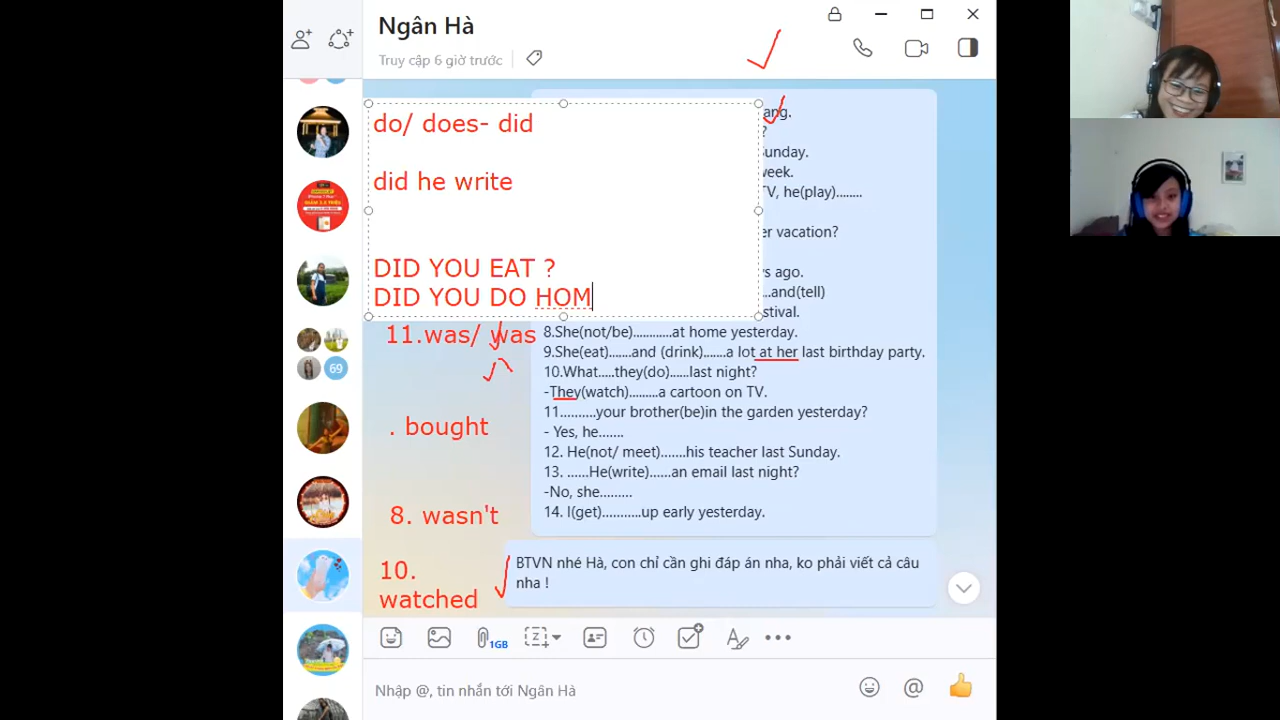 Ngân Hà
Truy cập 6 giờ trước
do/ does- did
did he write
DID YOU EAT ?
DID YOU DO HOM
ang.
?
Sunday.
week.
TV, he(play)........
er vacation?
s ago.
...and(tell)
stival.
8.She(not/be)............at home yesterday.
9.She(eat).......and (drink).......a lot at her last birthday party.
10.What.....they(do)......last night?
-They(watch).........a cartoon on TV.
11..........your brother(be)in the garden yesterday?
- Yes, he.......
12. He(not/ meet).......his teacher last Sunday.
13. ......He(write)......an email last night?
-No, she.........
14. I(get)...........up early yesterday.
11.was/ was
. bought
8. wasn't
10.
watched
69
BTVN nhé Hà, con chỉ cần ghi đáp án nha, ko phải viết cả câu
nha !
1GB
Nhập @, tin nhắn tới Ngân Hà